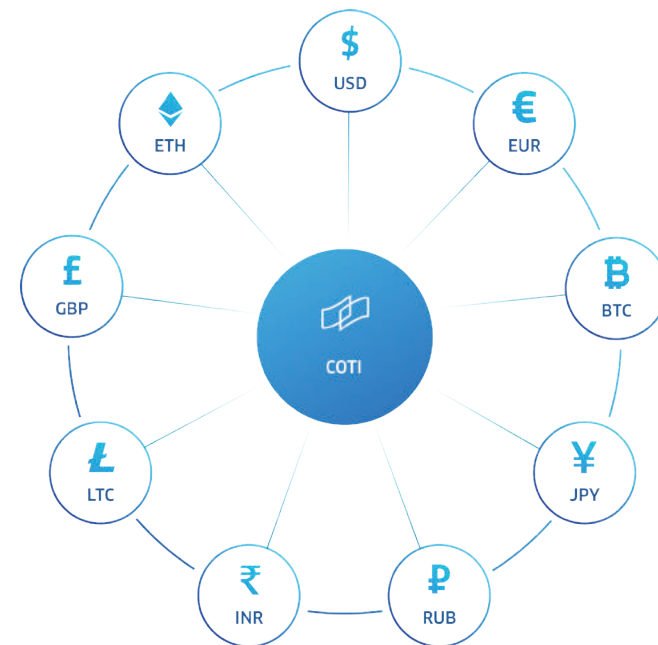 $
USD
ETH
€
EUR
£
GBP
₿
BTC
COTI
Ł
LTC
¥
JPY
₹
INR
₽
RUB